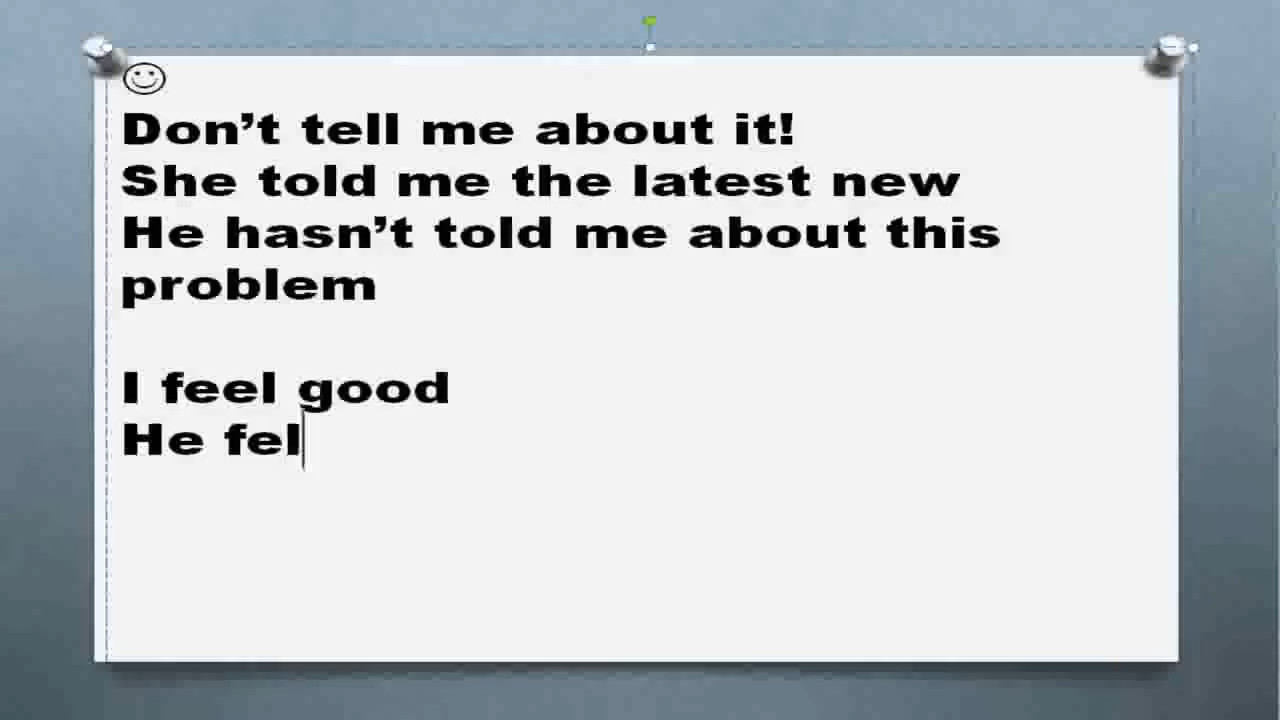 Don’t tell me about it!
She told me the latest new
He hasn’t told me about this
problem
I feel good
He fel